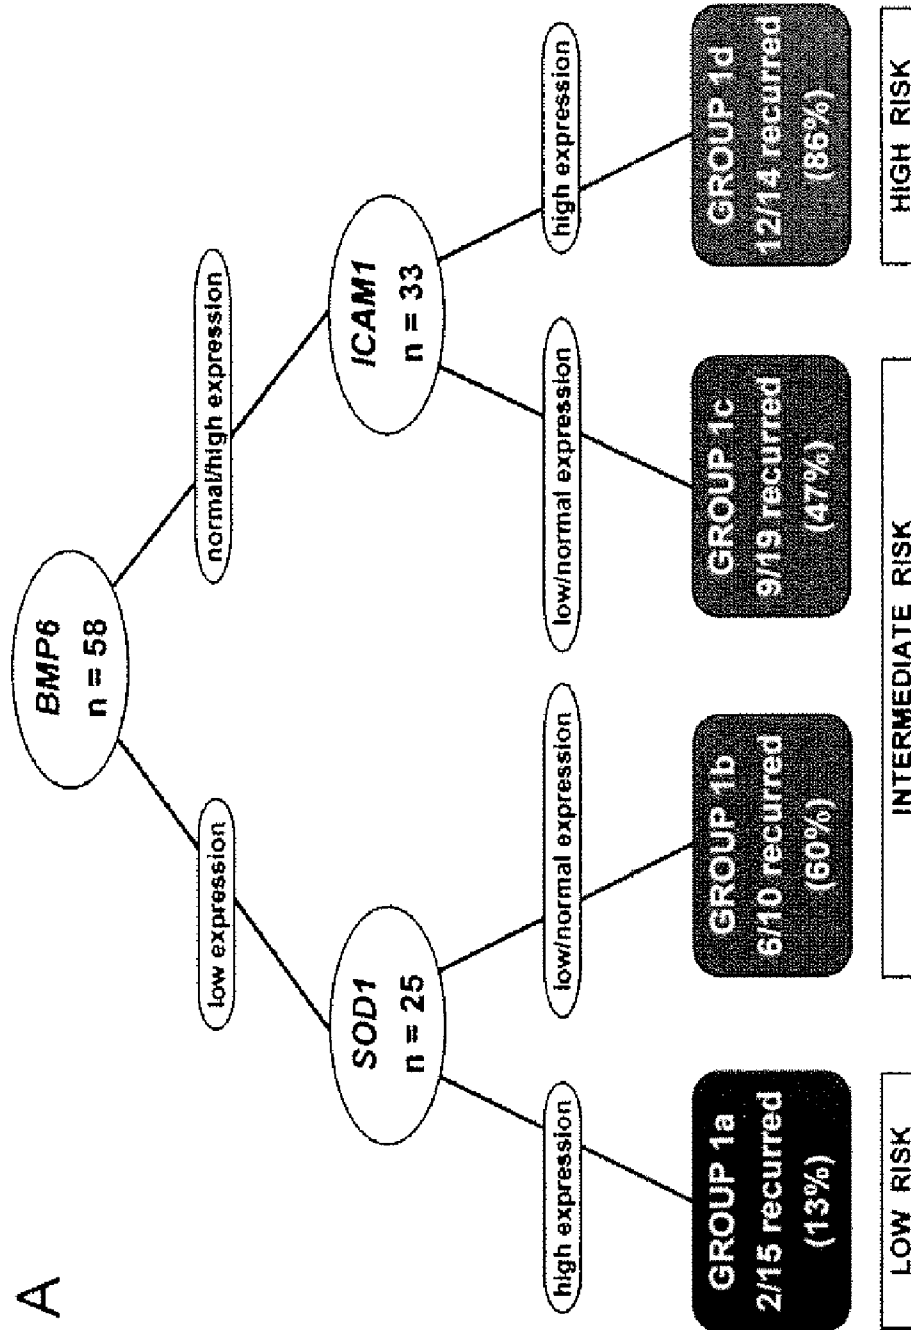 A
BMP6
n = 58
low expression
normal/high expression
SOD1
n = 25
ICAM1
n = 33
high expression
low/normal expression
low/normal expression
high expression
GROUP 1a
2/15 recurred
(13%)
GROUP 1b
6/10 recurred
(60%)
GROUP 1c
9/19 recurred
(47%)
GROUP 1d
12/14 recurred
(86%)
LOW RISK
INTERMEDIATE RISK
HIGH RISK